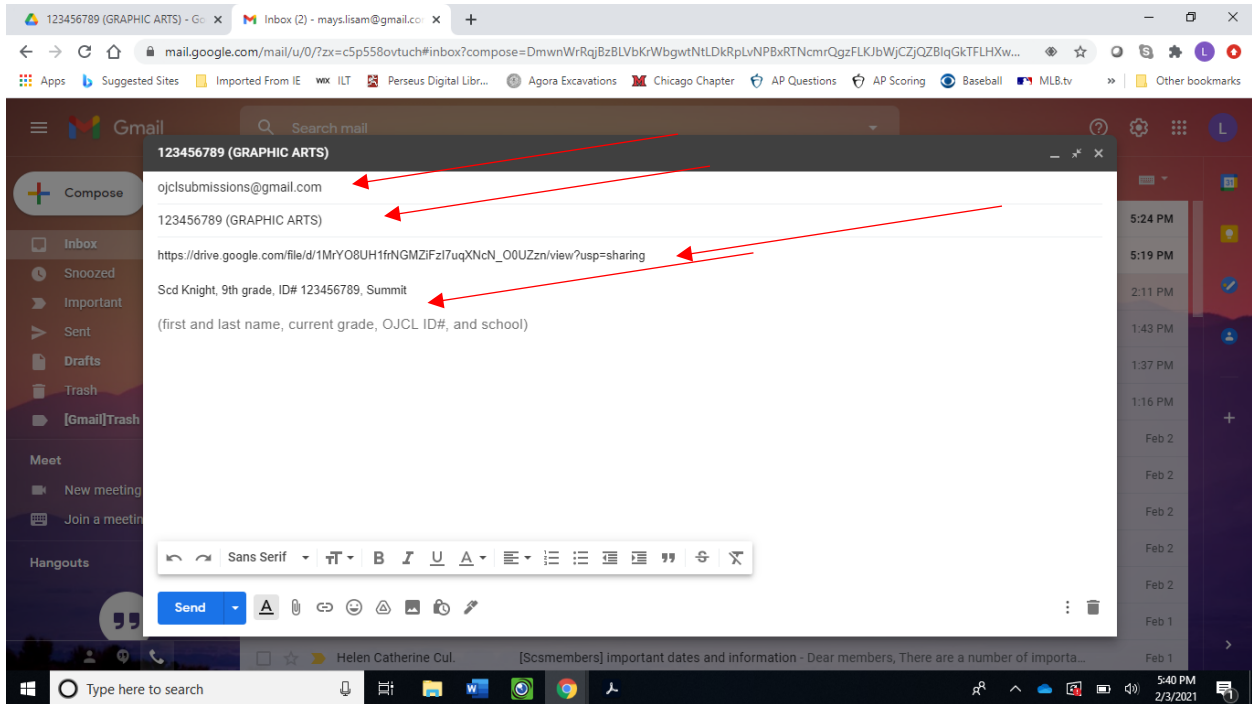 123456789 (GRAPHIC ARTS) - Go
Inbox (2) - mays.lisam@gmail.co
mail.google.com/mail/u/0/?zx=c5p558ovtuch#inbox?compose=DmwnWrRqjBzBLVbKrWbgwtNtLDkRpLvNPBxRTNcmrQgzFLKJbWjCZjQZBlqGkTFLHXw...
Apps Suggested Sites Imported From IE WIX ILT Perseus Digital Libr... Agora Excavations Chicago Chapter AP Questions AP Scoring Baseball MLB.tv » Other bookmarks
Gmail
Search mail
L
123456789 (GRAPHIC ARTS)
ojclsubmissions@gmail.com
123456789 (GRAPHIC ARTS)
https://drive.google.com/file/d/1MrYO8UH1frNGMZiFzI7uqXNcN_O0UZzn/view?usp=sharing
Scd Knight, 9th grade, ID# 123456789, Summit
(first and last name, current grade, OJCL ID#, and school)
Compose
Inbox
Snoozed
Important
Sent
Drafts
Trash
[Gmail]Trash
Meet
New meeting
Join a meetin
Hangouts
5:24 PM
5:19 PM
2:11 PM
1:43 PM
1:37 PM
1:16 PM
Feb 2
Feb 2
Feb 2
Feb 2
Feb 2
Feb 1
Sans Serif
Send
Helen Catherine Cul. [Scsmembers] important dates and information - Dear members, There are a number of importa... Feb 1
Type here to search
5:40 PM
2/3/2021